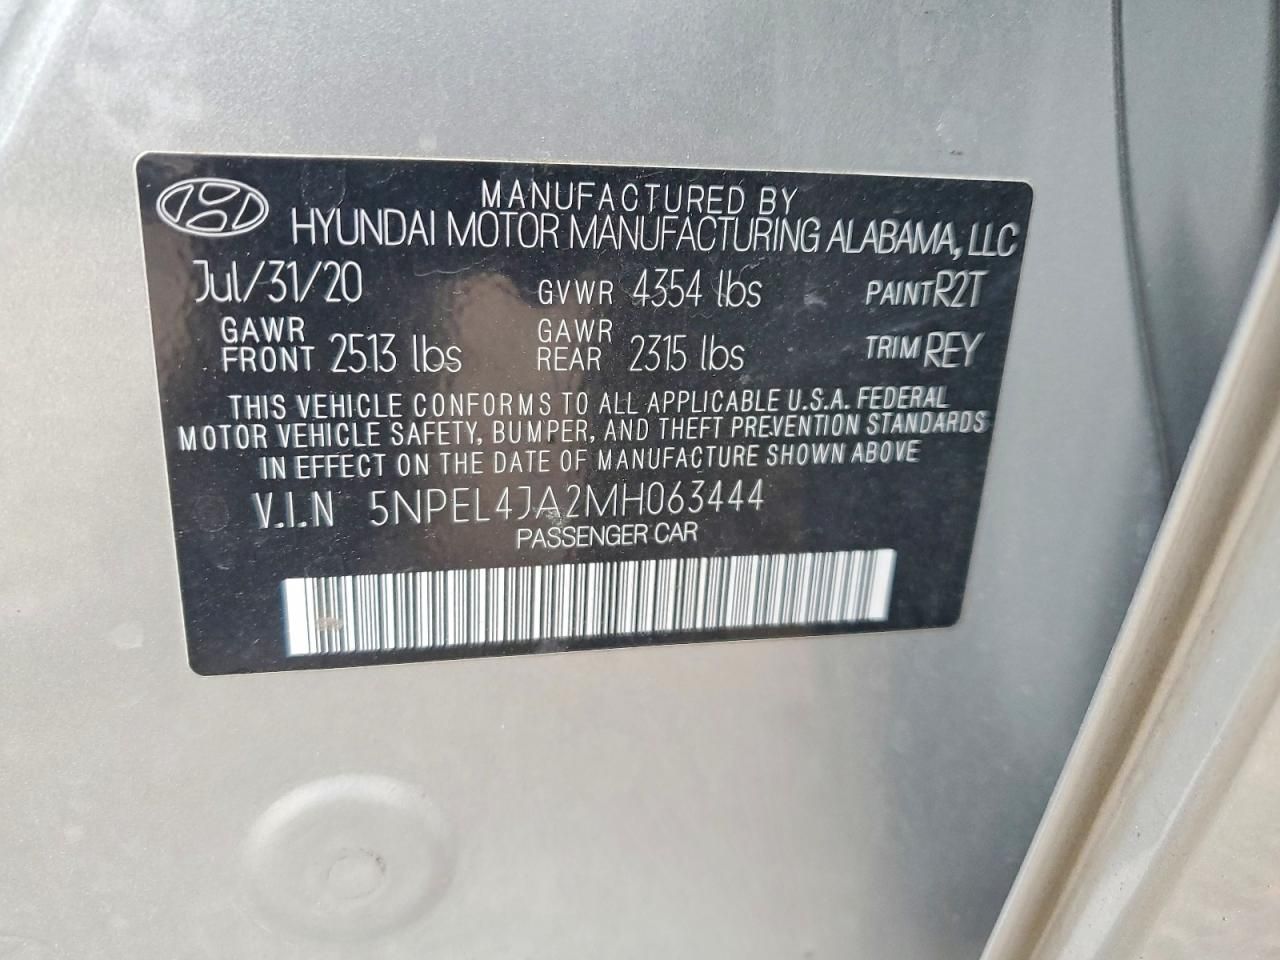 MANUFACTURED BY
HYUNDAI MOTOR MANUFACTURING ALABAMA, LLC
Jul/31/20 GVWR 4354 lbs PAINT R2T
GAWR FRONT 2513 lbs GAWR REAR 2315 lbs TRIM REY
THIS VEHICLE CONFORMS TO ALL APPLICABLE U.S.A. FEDERAL
MOTOR VEHICLE SAFETY, BUMPER, AND THEFT PREVENTION STANDARDS
IN EFFECT ON THE DATE OF MANUFACTURE SHOWN ABOVE
V.I.N 5NPEL4JA2MH063444
PASSENGER CAR